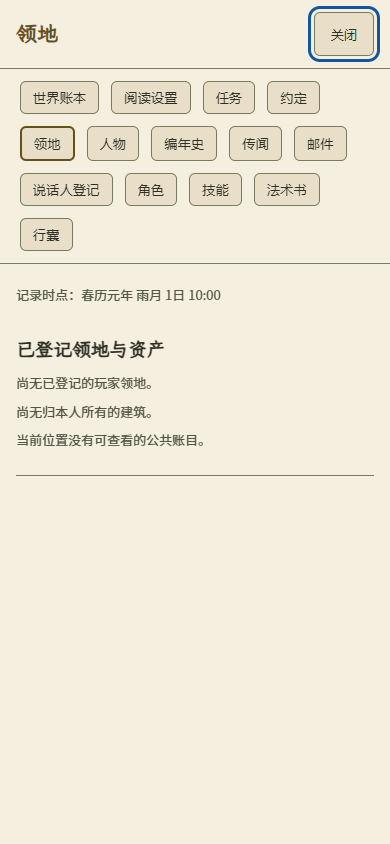 领地
关闭
世界账本 阅读设置 任务 约定
领地 人物 编年史 传闻 邮件
说话人登记 角色 技能 法术书
行囊
记录时点：春历元年 雨月 1日 10:00
已登记领地与资产
尚无已登记的玩家领地。
尚无归本人所有的建筑。
当前位置没有可查看的公共账目。